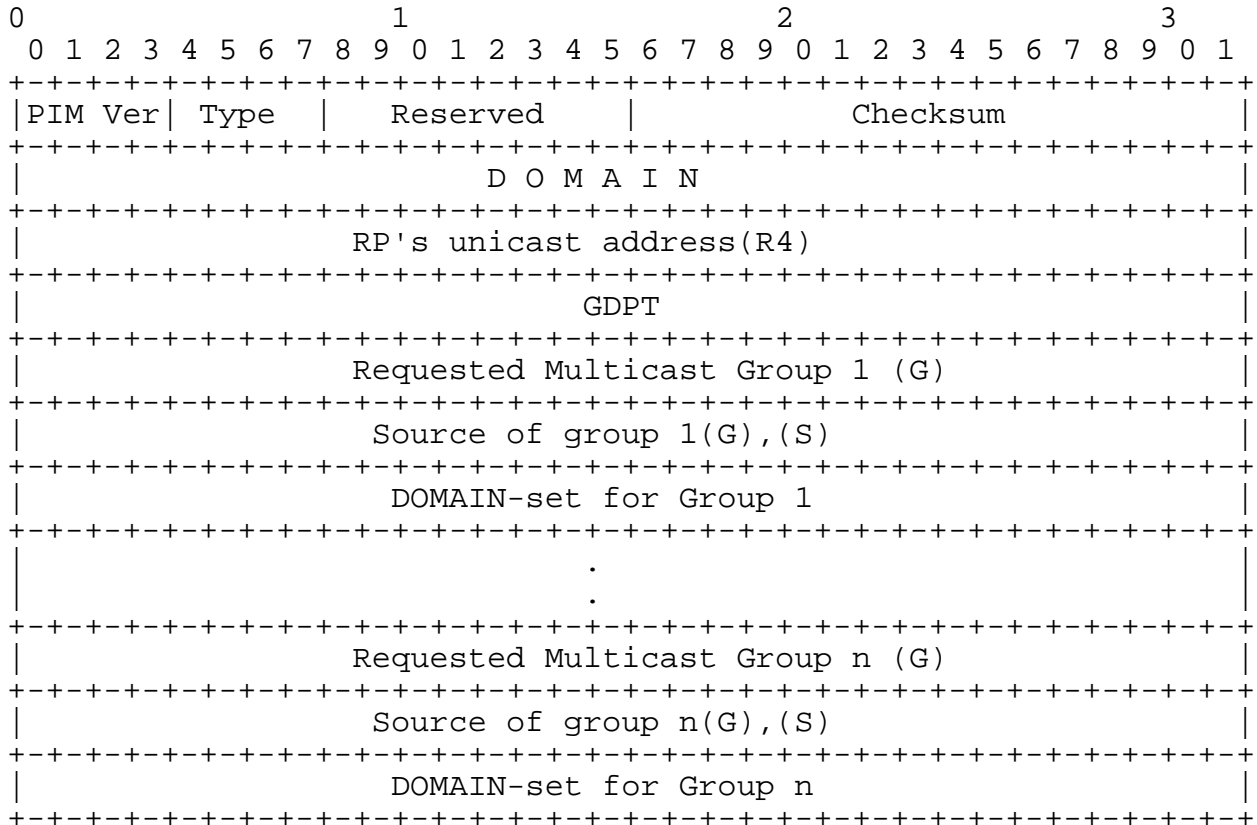 0                   1                   2                   3
 0 1 2 3 4 5 6 7 8 9 0 1 2 3 4 5 6 7 8 9 0 1 2 3 4 5 6 7 8 9 0 1
+-+-+-+-+-+-+-+-+-+-+-+-+-+-+-+-+-+-+-+-+-+-+-+-+-+-+-+-+-+-+-+-+
|PIM Ver| Type  |   Reserved    |           Checksum            |
+-+-+-+-+-+-+-+-+-+-+-+-+-+-+-+-+-+-+-+-+-+-+-+-+-+-+-+-+-+-+-+-+
|                        D O M A I N                            |
+-+-+-+-+-+-+-+-+-+-+-+-+-+-+-+-+-+-+-+-+-+-+-+-+-+-+-+-+-+-+-+-+
|                 RP's unicast address(R4)                      |
+-+-+-+-+-+-+-+-+-+-+-+-+-+-+-+-+-+-+-+-+-+-+-+-+-+-+-+-+-+-+-+-+
|                             GDPT                              |
+-+-+-+-+-+-+-+-+-+-+-+-+-+-+-+-+-+-+-+-+-+-+-+-+-+-+-+-+-+-+-+-+
|                 Requested Multicast Group 1 (G)               |
+-+-+-+-+-+-+-+-+-+-+-+-+-+-+-+-+-+-+-+-+-+-+-+-+-+-+-+-+-+-+-+-+
|                  Source of group 1(G),(S)                     |
+-+-+-+-+-+-+-+-+-+-+-+-+-+-+-+-+-+-+-+-+-+-+-+-+-+-+-+-+-+-+-+-+
|                   DOMAIN-set for Group 1                      |
+-+-+-+-+-+-+-+-+-+-+-+-+-+-+-+-+-+-+-+-+-+-+-+-+-+-+-+-+-+-+-+-+
|                             .                                 |
|                             .                                 |
+-+-+-+-+-+-+-+-+-+-+-+-+-+-+-+-+-+-+-+-+-+-+-+-+-+-+-+-+-+-+-+-+
|                 Requested Multicast Group n (G)               |
+-+-+-+-+-+-+-+-+-+-+-+-+-+-+-+-+-+-+-+-+-+-+-+-+-+-+-+-+-+-+-+-+
|                  Source of group n(G),(S)                     |
+-+-+-+-+-+-+-+-+-+-+-+-+-+-+-+-+-+-+-+-+-+-+-+-+-+-+-+-+-+-+-+-+
|                   DOMAIN-set for Group n                      |
+-+-+-+-+-+-+-+-+-+-+-+-+-+-+-+-+-+-+-+-+-+-+-+-+-+-+-+-+-+-+-+-+